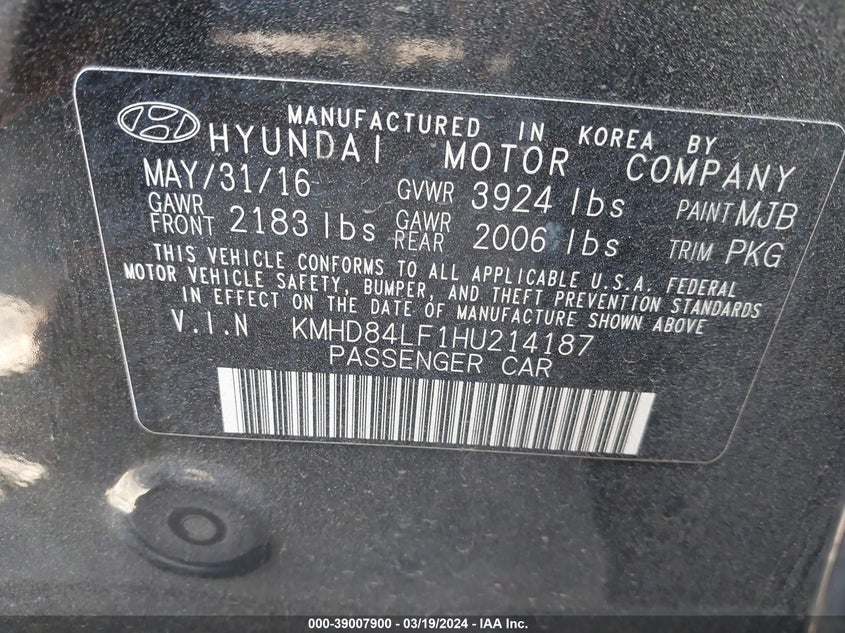 MANUFACTURED IN KOREA BY
HYUNDAI MOTOR COMPANY
MAY/31/16 GVWR 3924 lbs PAINT MJB
GAWR FRONT 2183 lbs GAWR REAR 2006 lbs TRIM PKG
THIS VEHICLE CONFORMS TO ALL APPLICABLE U.S.A. FEDERAL
MOTOR VEHICLE SAFETY, BUMPER, AND THEFT PREVENTION STANDARDS
IN EFFECT ON THE DATE OF MANUFACTURE SHOWN ABOVE
V.I.N KMHD84LF1HU214187
PASSENGER CAR
000-39007900 - 03/19/2024 - IAA Inc.